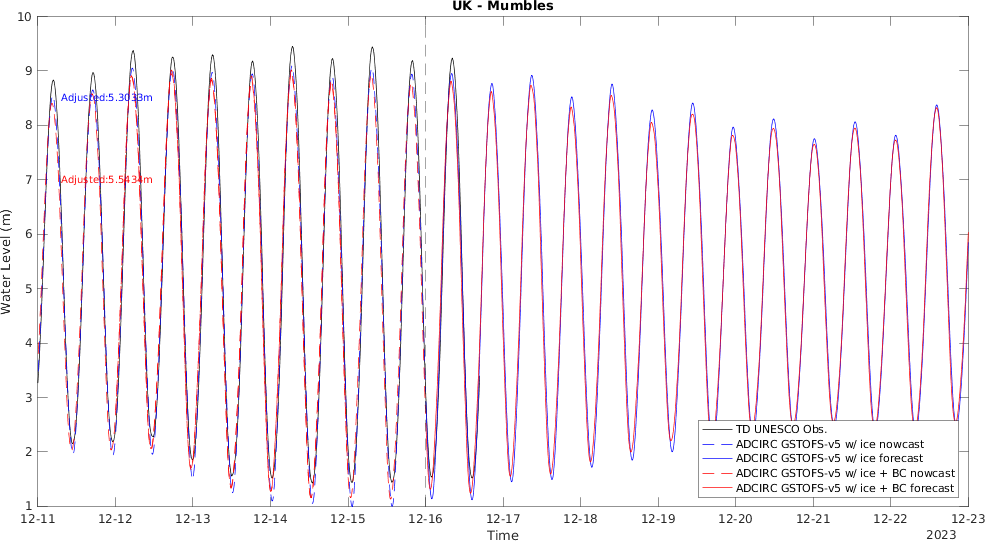 UK - Mumbles
10
9
8
7
6
5
4
3
2
1
Water Level (m)
Adjusted:5.3033m
Adjusted:5.5434m
TD UNESCO Obs.
ADCIRC GSTOFS-v5 w/ ice nowcast
ADCIRC GSTOFS-v5 w/ ice forecast
ADCIRC GSTOFS-v5 w/ ice + BC nowcast
ADCIRC GSTOFS-v5 w/ ice + BC forecast
12-11 12-12 12-13 12-14 12-15 12-16 12-17 12-18 12-19 12-20 12-21 12-22 12-23
Time
2023